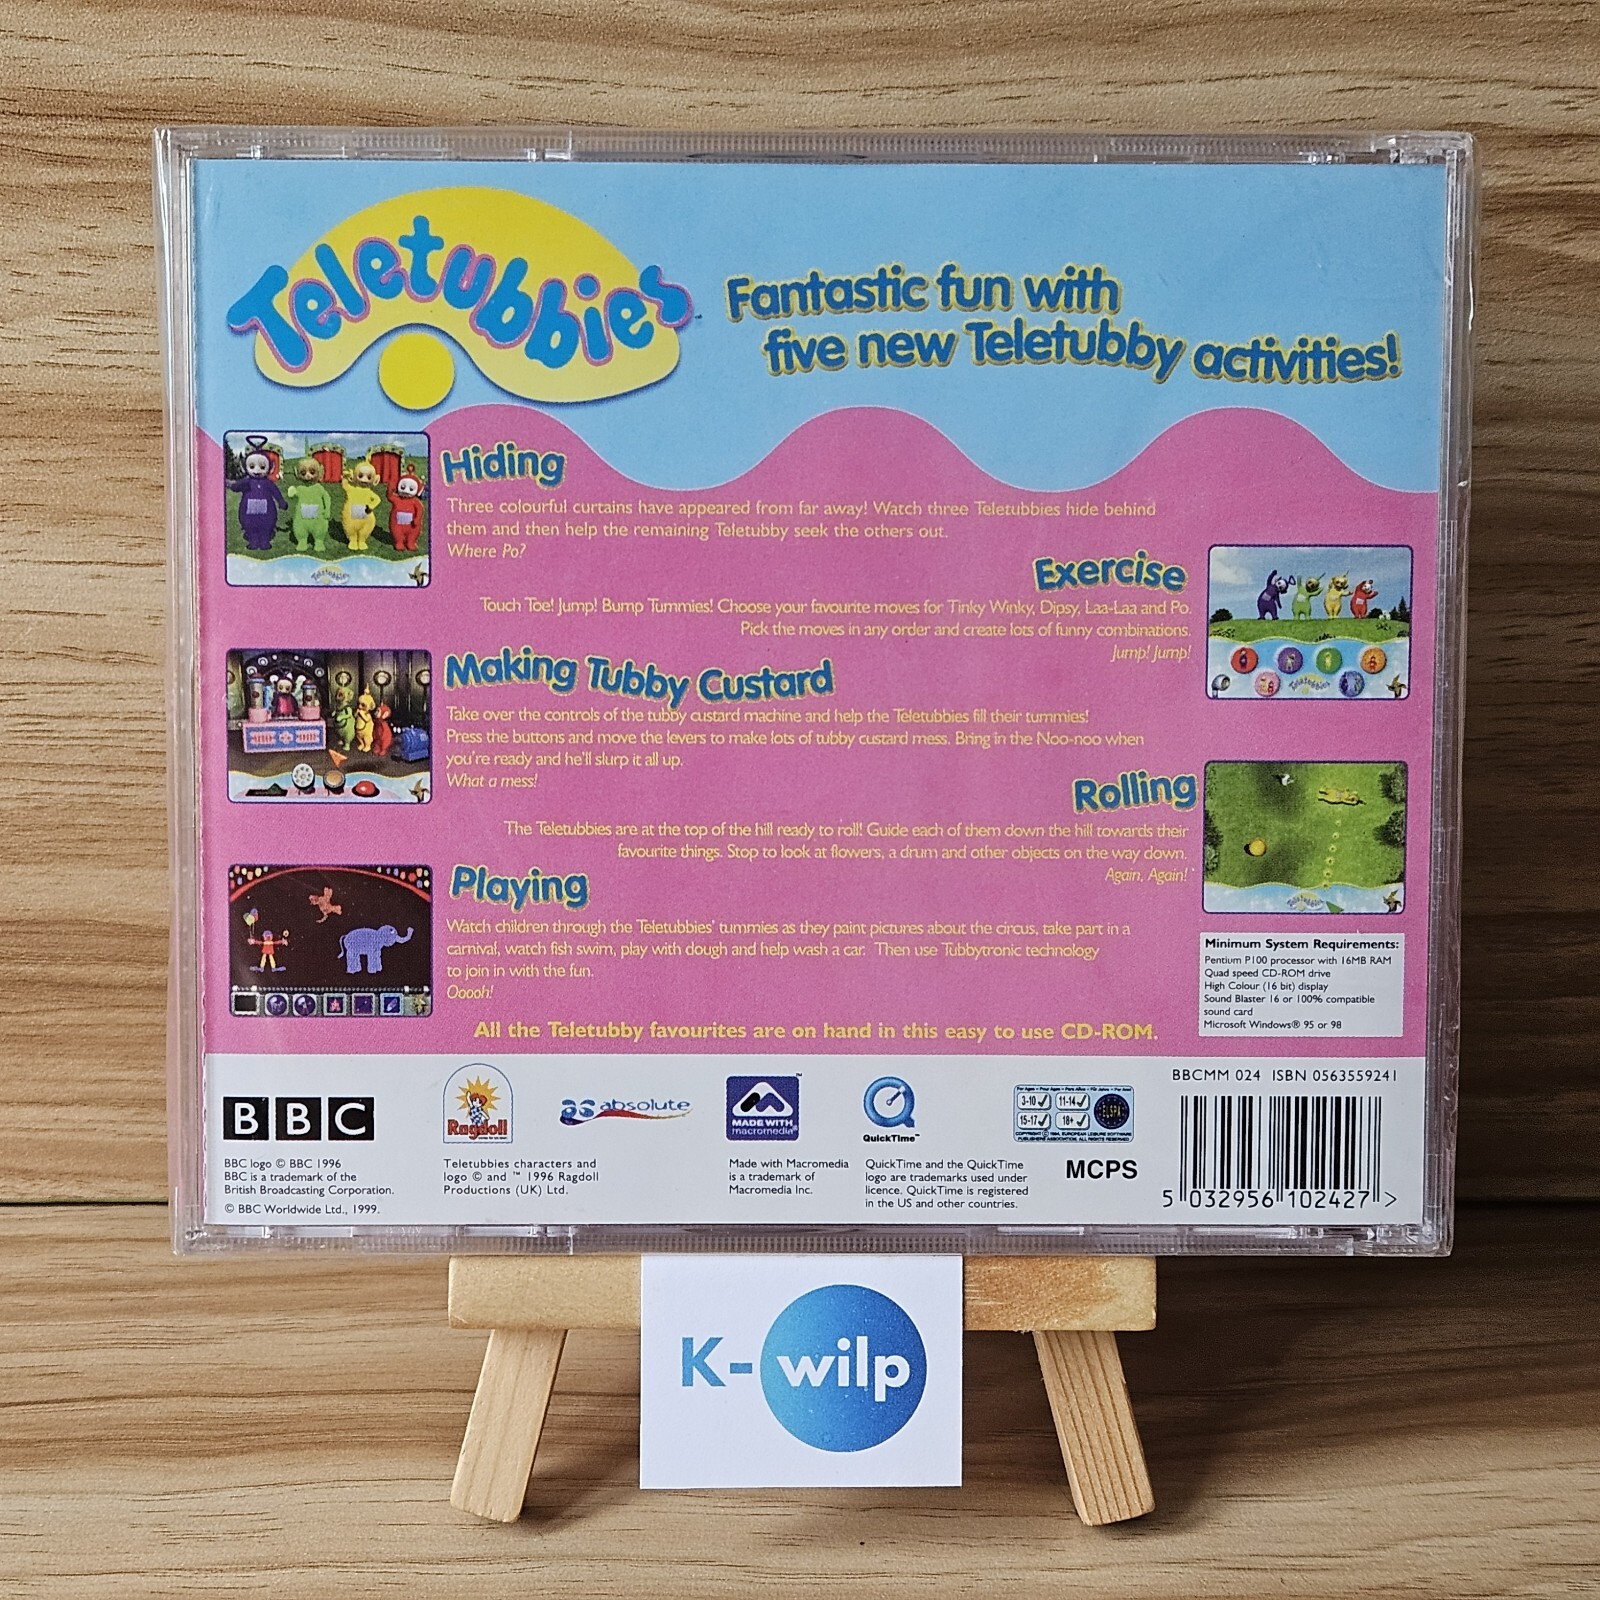 Teletubbies
Fantastic fun with
five new Teletubby activities!
Hiding
Three colourful curtains have appeared from far away! Watch three Teletubbies hide behind
them and then help the remaining Teletubby seek the others out.
Where Po?
Exercise
Touch Toe! Jump! Bump Tummies! Choose your favourite moves for Tinky Winky, Dipsy, Laa-Laa and Po.
Pick the moves in any order and create lots of funny combinations.
Jump! Jump!
Making Tubby Custard
Take over the controls of the tubby custard machine and help the Teletubbies fill their tummies!
Press the buttons and move the levers to make lots of tubby custard mess. Bring in the Noo-noo when
you're ready and he'll slurp it all up.
What a mess!
Rolling
The Teletubbies are at the top of the hill ready to roll! Guide each of them down the hill towards their
favourite things. Stop to look at flowers, a drum and other objects on the way down.
Again, Again!
Playing
Watch children through the Teletubbies' tummies as they paint pictures about the circus, take part in a
carnival, watch fish swim, play with dough and help wash a car. Then use Tubbytronic technology
to join in with the fun.
Ooooh!
All the Teletubby favourites are on hand in this easy to use CD-ROM.
Minimum System Requirements:
Pentium P100 processor with 16MB RAM
Quad speed CD-ROM drive
High Colour (16 bit) display
Sound Blaster 16 or 100% compatible
sound card
Microsoft Windows® 95 or 98
BBC
BBC logo © BBC 1996
BBC is a trademark of the
British Broadcasting Corporation.
© BBC Worldwide Ltd., 1999.
Ragdoll
Teletubbies characters and
logo © and ™ 1996 Ragdoll
Productions (UK) Ltd.
absolute
MADE WITH
macromedia
Made with Macromedia
is a trademark of
Macromedia Inc.
QuickTime™
QuickTime and the QuickTime
logo are trademarks used under
licence. QuickTime is registered
in the US and other countries.
3-10 11-14
15-17 18+
ELSPA
MCPS
BBCMM 024 ISBN 0563559241
5 032956 102427 >
K-wilp